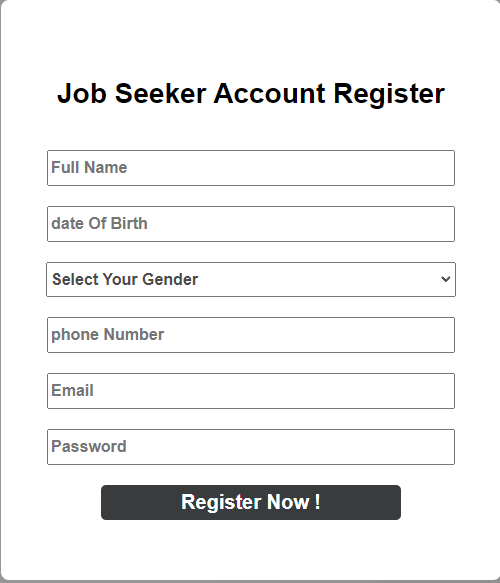 Job Seeker Account Register
Full Name
date Of Birth
Select Your Gender
phone Number
Email
Password
Register Now !